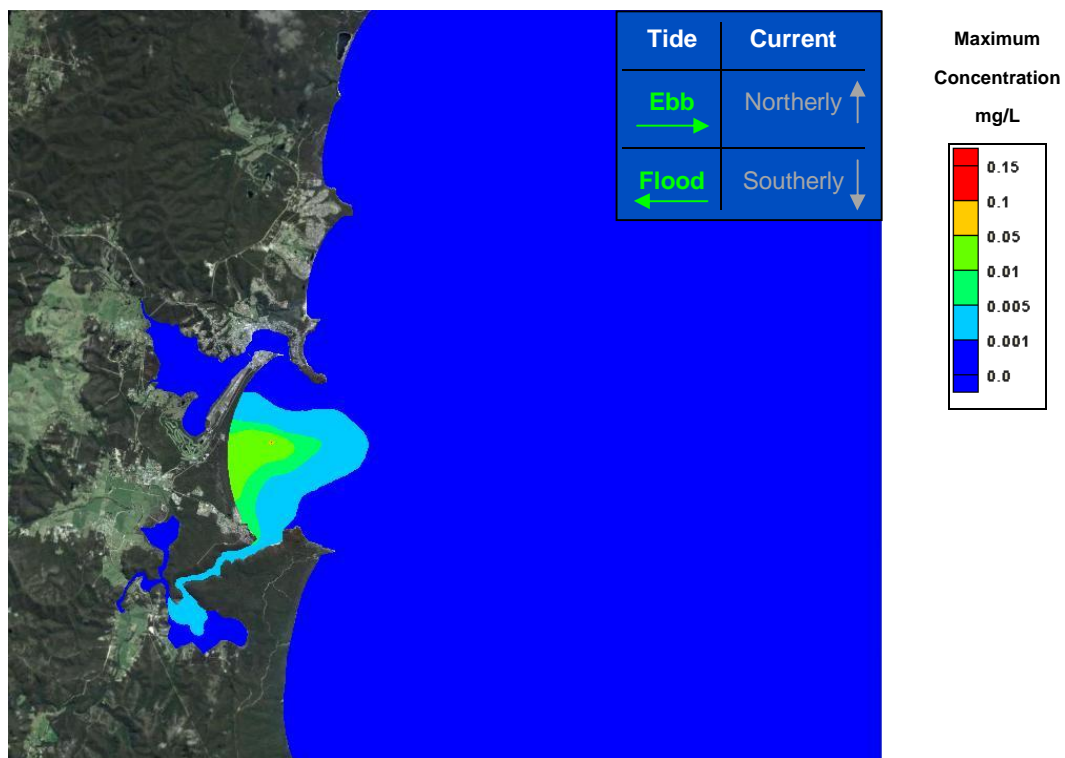 Tide Current
Ebb Northerly
Flood Southerly
Maximum
Concentration
mg/L
0.15
0.1
0.05
0.01
0.005
0.001
0.0